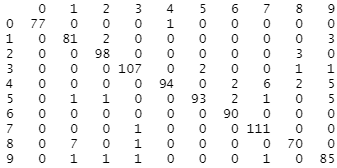 0 1 2 3 4 5 6 7 8 9
0 77 0 0 0 1 0 0 0 0 0
1 0 81 2 0 0 0 0 0 0 3
2 0 0 98 0 0 0 0 0 3 0
3 0 0 0 107 0 2 0 0 1 1
4 0 0 0 0 94 0 2 6 2 5
5 0 1 1 0 0 93 2 1 0 5
6 0 0 0 0 0 0 90 0 0 0
7 0 0 0 1 0 0 0 111 0 0
8 0 7 0 1 0 0 0 0 70 0
9 0 1 1 1 0 0 0 1 0 85